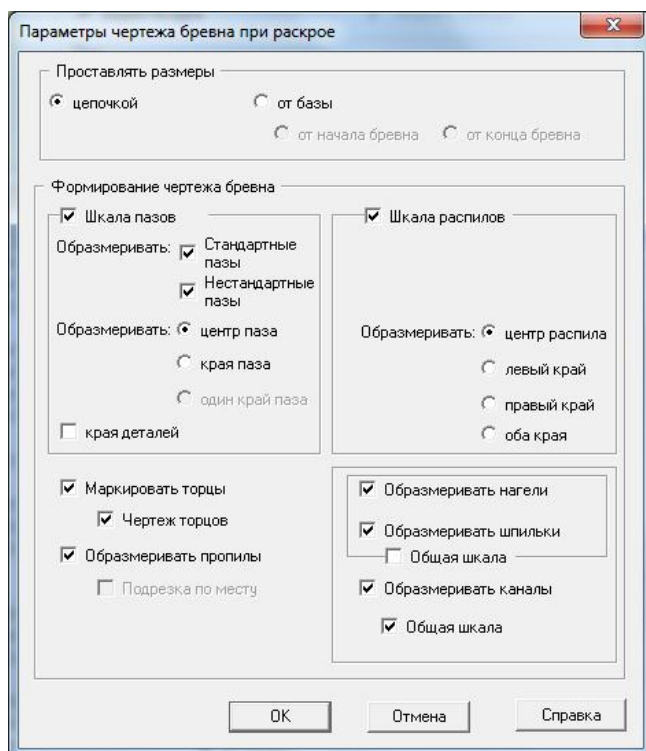 Параметры чертежа бревна при раскрое
Проставлять размеры
цепочкой
от базы
от начала бревна
от конца бревна
Формирование чертежа бревна
Шкала пазов
Образмеривать:
Стандартные
пазы
Нестандартные
пазы
Образмеривать:
центр паза
края паза
один край паза
края деталей
Шкала распилов
Образмеривать:
центр распила
левый край
правый край
оба края
Маркировать торцы
Чертеж торцов
Образмеривать пропилы
Подрезка по месту
Образмеривать нагели
Образмеривать шпильки
Общая шкала
Образмеривать каналы
Общая шкала
OK
Отмена
Справка